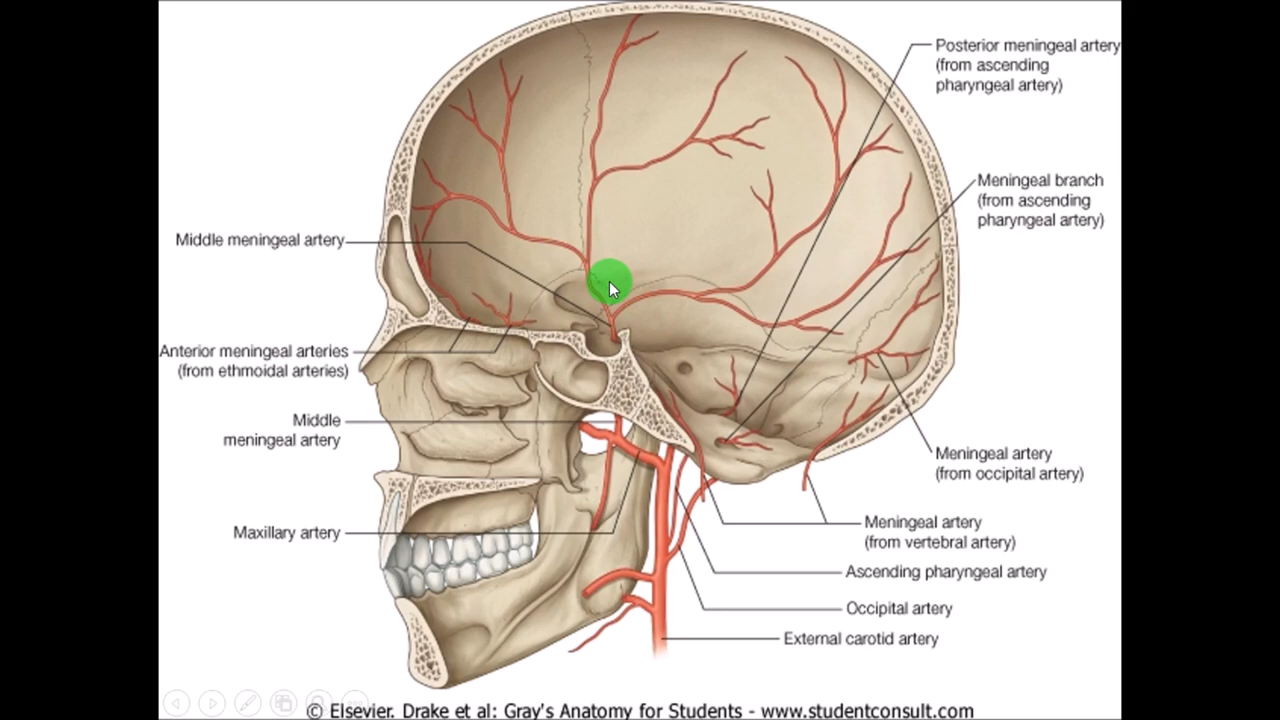 Posterior meningeal artery
(from ascending
pharyngeal artery)
Meningeal branch
(from ascending
pharyngeal artery)
Middle meningeal artery
Anterior meningeal arteries
(from ethmoidal arteries)
Middle
meningeal artery
Meningeal artery
(from occipital artery)
Maxillary artery
Meningeal artery
(from vertebral artery)
Ascending pharyngeal artery
Occipital artery
External carotid artery
© Elsevier. Drake et al: Gray's Anatomy for Students - www.studentconsult.com